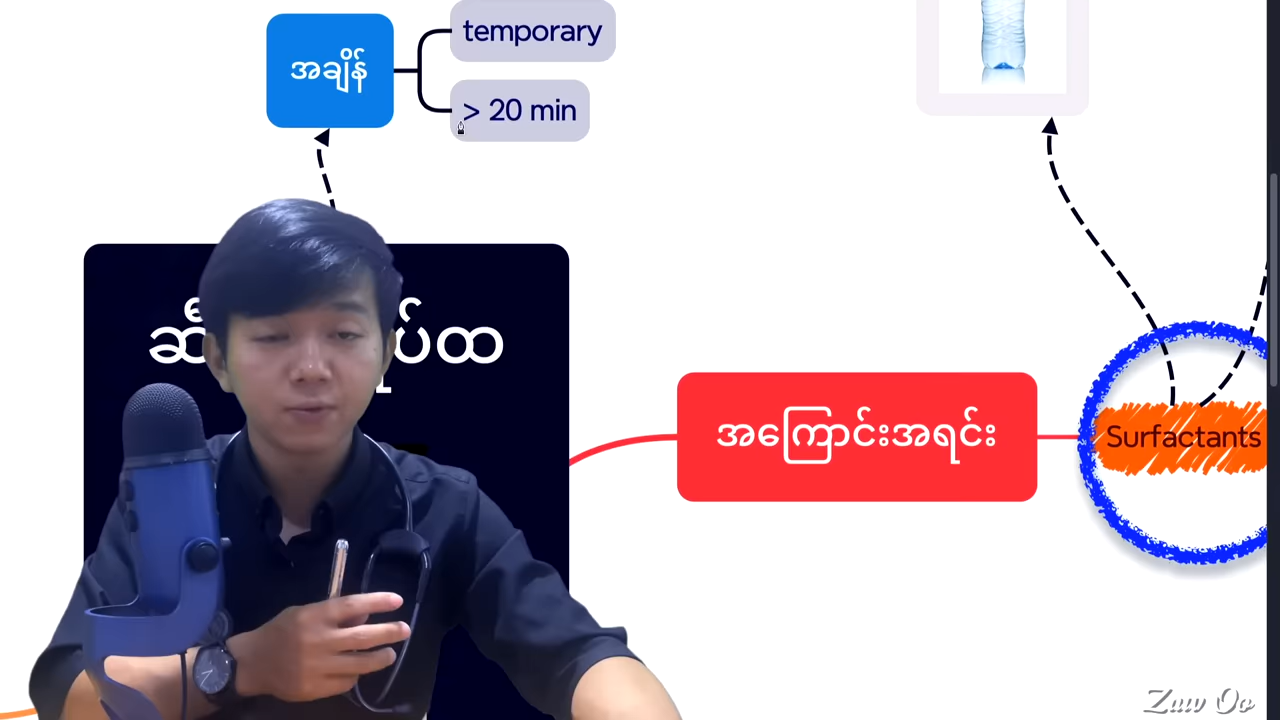 temporary
အချိန်
> 20 min
အကြောင်းအရင်း
Surfactants
Zaw Oo